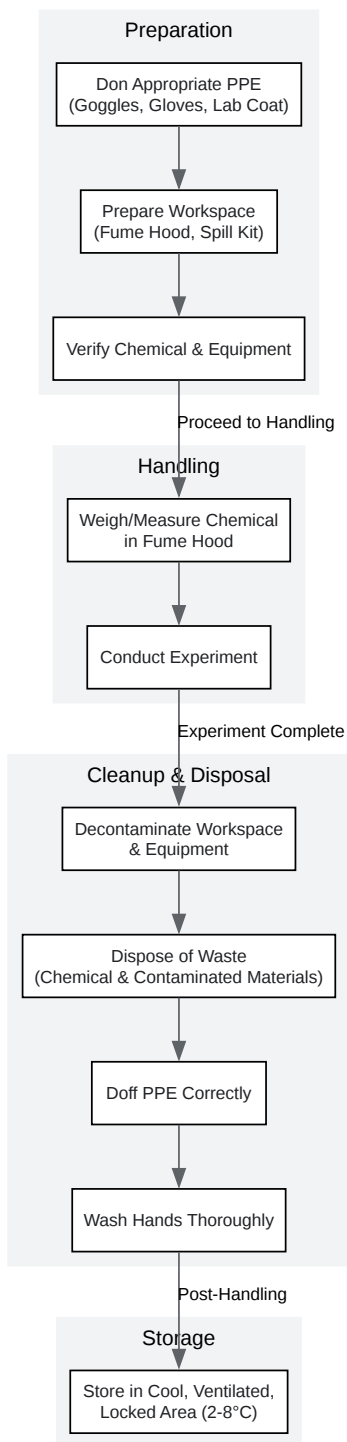 Preparation
Don Appropriate PPE
(Goggles, Gloves, Lab Coat)
Prepare Workspace
(Fume Hood, Spill Kit)
Verify Chemical & Equipment
Proceed to Handling
Handling
Weigh/Measure Chemical
in Fume Hood
Conduct Experiment
Experiment Complete
Cleanup & Disposal
Decontaminate Workspace
& Equipment
Dispose of Waste
(Chemical & Contaminated Materials)
Doff PPE Correctly
Wash Hands Thoroughly
Post-Handling
Storage
Store in Cool, Ventilated,
Locked Area (2-8°C)